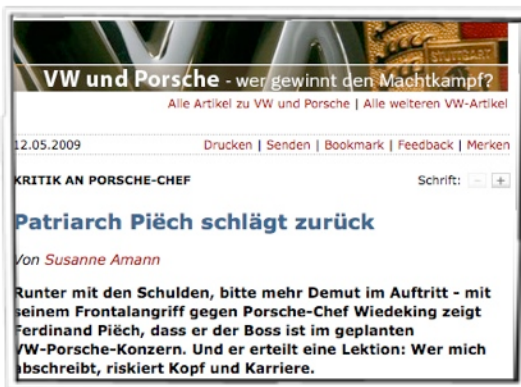 STUTTGART
VW und Porsche - wer gewinnt den Machtkampf?
Alle Artikel zu VW und Porsche | Alle weiteren VW-Artikel
12.05.2009 Drucken | Senden | Bookmark | Feedback | Merken
KRITIK AN PORSCHE-CHEF Schrift: - +
Patriarch Piëch schlägt zurück
Von Susanne Amann
Runter mit den Schulden, bitte mehr Demut im Auftritt - mit
seinem Frontalangriff gegen Porsche-Chef Wiedeking zeigt
Ferdinand Piëch, dass er der Boss ist im geplanten
VW-Porsche-Konzern. Und er erteilt eine Lektion: Wer mich
abschreibt, riskiert Kopf und Karriere.